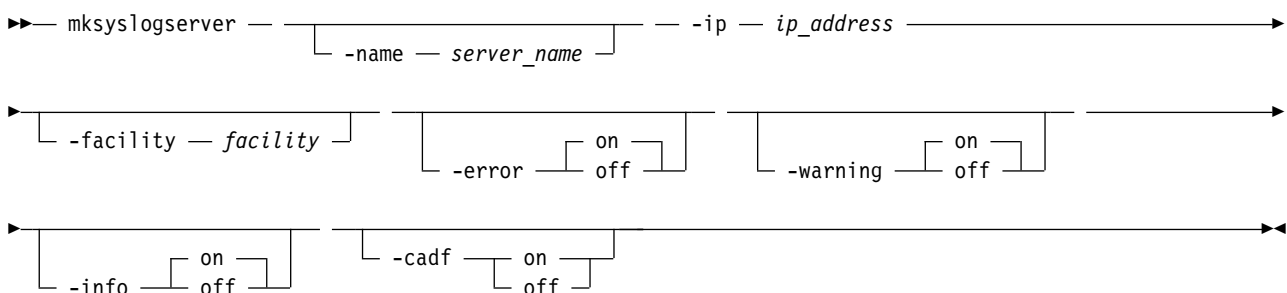 mksyslogserver -name server_name -ip ip_address
-facility facility -error on off -warning on off
-info on off -cadf on off